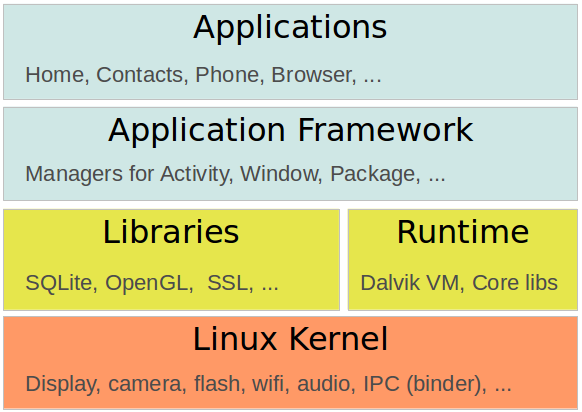 Applications
Home, Contacts, Phone, Browser, ...
Application Framework
Managers for Activity, Window, Package, ...
Libraries
SQLite, OpenGL,  SSL, ...
Runtime
Dalvik VM, Core libs
Linux Kernel
Display, camera, flash, wifi, audio, IPC (binder), ...